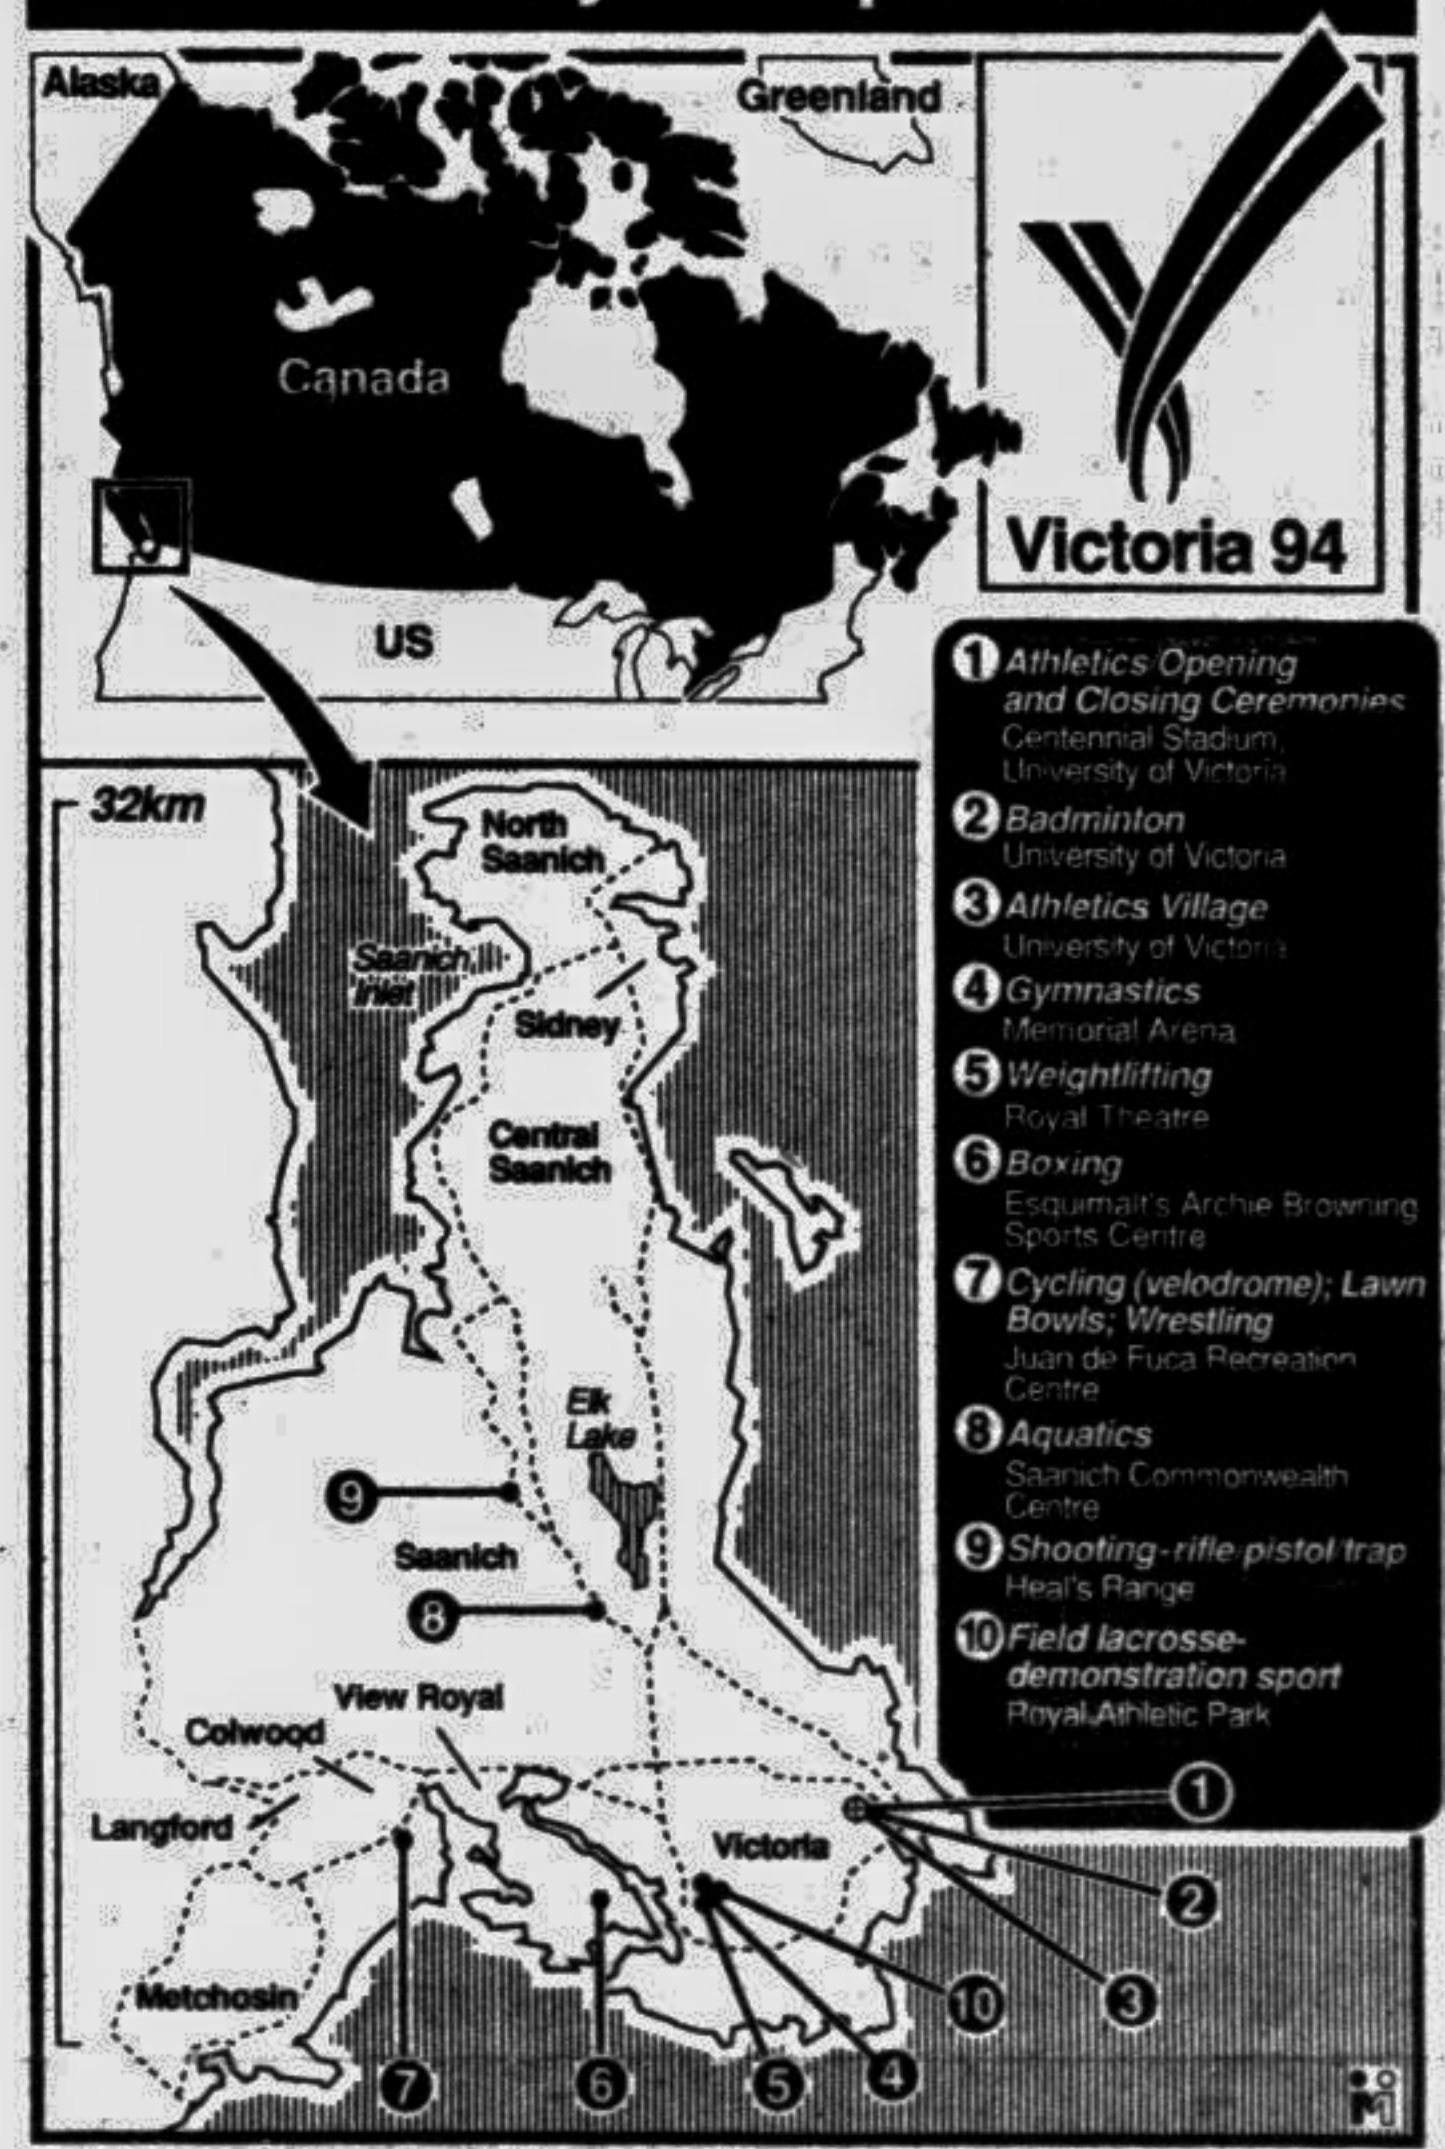 Alaska
Greenland
Canada
US
Victoria 94
32km
North
Saanich
Saanich
Inlet
Sidney
Central
Saanich
Elk
Lake
9
Saanich
8
View Royal
Colwood
Langford
Victoria
Metchosin
1 Athletics/Opening
and Closing Ceremonies
Centennial Stadium,
University of Victoria
2 Badminton
University of Victoria
3 Athletics Village
University of Victoria
4 Gymnastics
Memorial Arena
5 Weightlifting
Royal Theatre
6 Boxing
Esquimalt's Archie Browning
Sports Centre
7 Cycling (velodrome); Lawn
Bowls; Wrestling
Juan de Fuca Recreation
Centre
8 Aquatics
Saanich Commonwealth
Centre
9 Shooting-rifle/pistol/trap
Heal's Range
10 Field lacrosse-
demonstration sport
Royal Athletic Park
1
2
3
10
7
6
5
4